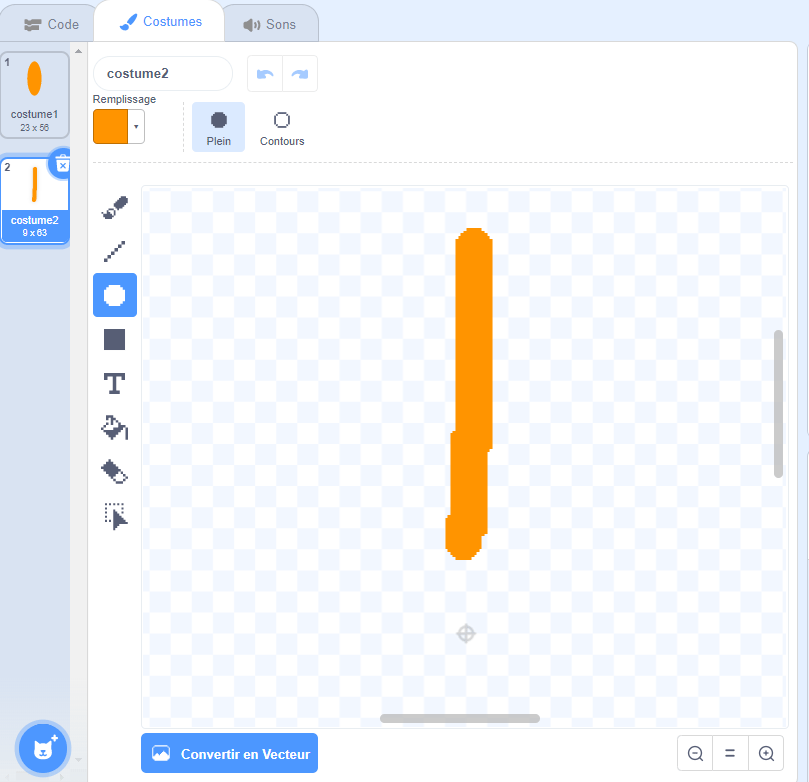 Code
Costumes
Sons
1
costume1
23 x 56
2
costume2
9 x 63
costume2
Remplissage
Plein
Contours
T
Convertir en Vecteur